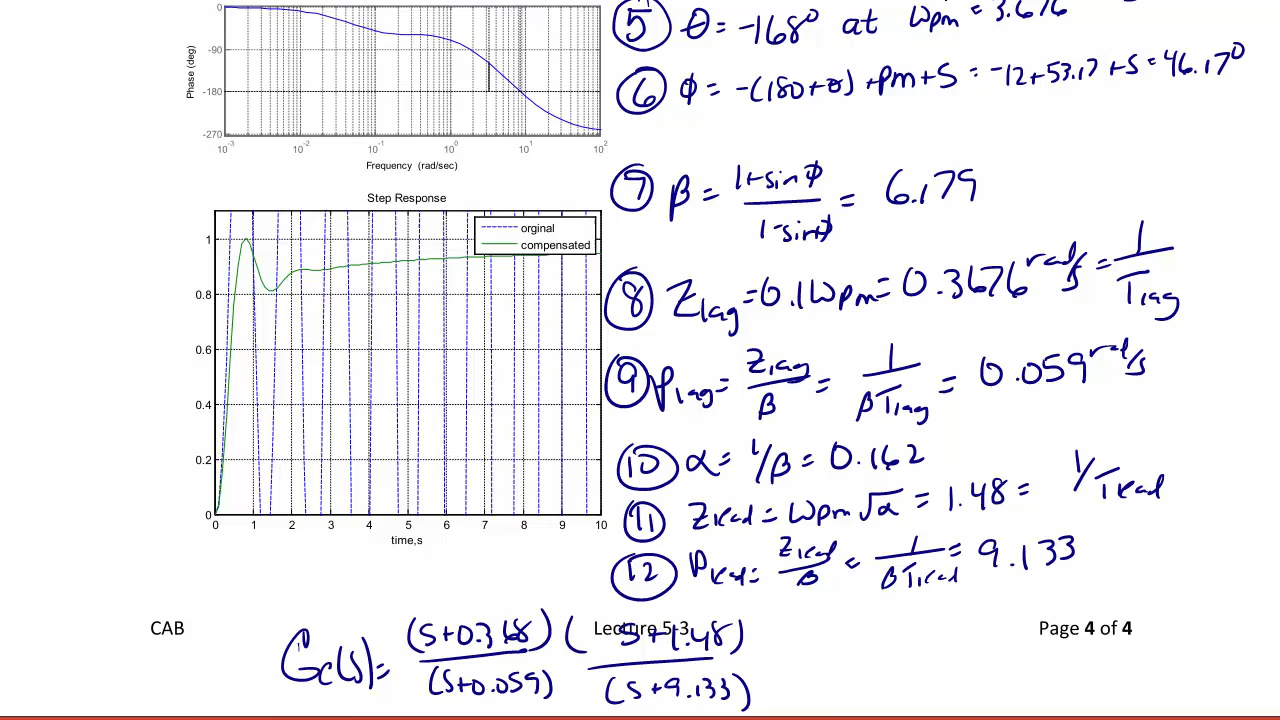 0
-90
-180
-270
Phase (deg)
10^-3 10^-2 10^-1 10^0 10^1 10^2
Frequency (rad/sec)
Step Response
orginal
compensated
1
0.8
0.6
0.4
0.2
0
0 1 2 3 4 5 6 7 8 9 10
time,s
5 θ = -168° at ωpm = 3.676
6 φ = -(180+θ) + pm + 5 = -12 + 53.17 + 5 = 46.17°
7 β = (1+sin φ)/(1-sin φ) = 6.179
8 Zlag = 0.1 ωpm = 0.3676 rad/s = 1/Tlag
9 Plag = Zlag/β = 1/(βTlag) = 0.059 rad/s
10 α = 1/β = 0.162
11 Zlead = ωpm √α = 1.48 = 1/Tlead
12 Plead = Zlead/β = 1/(βTlead) = 9.133
CAB Lecture 5.3 Page 4 of 4
Gc(s) = (s+0.368)/(s+0.059) (s+1.48)/(s+9.133)